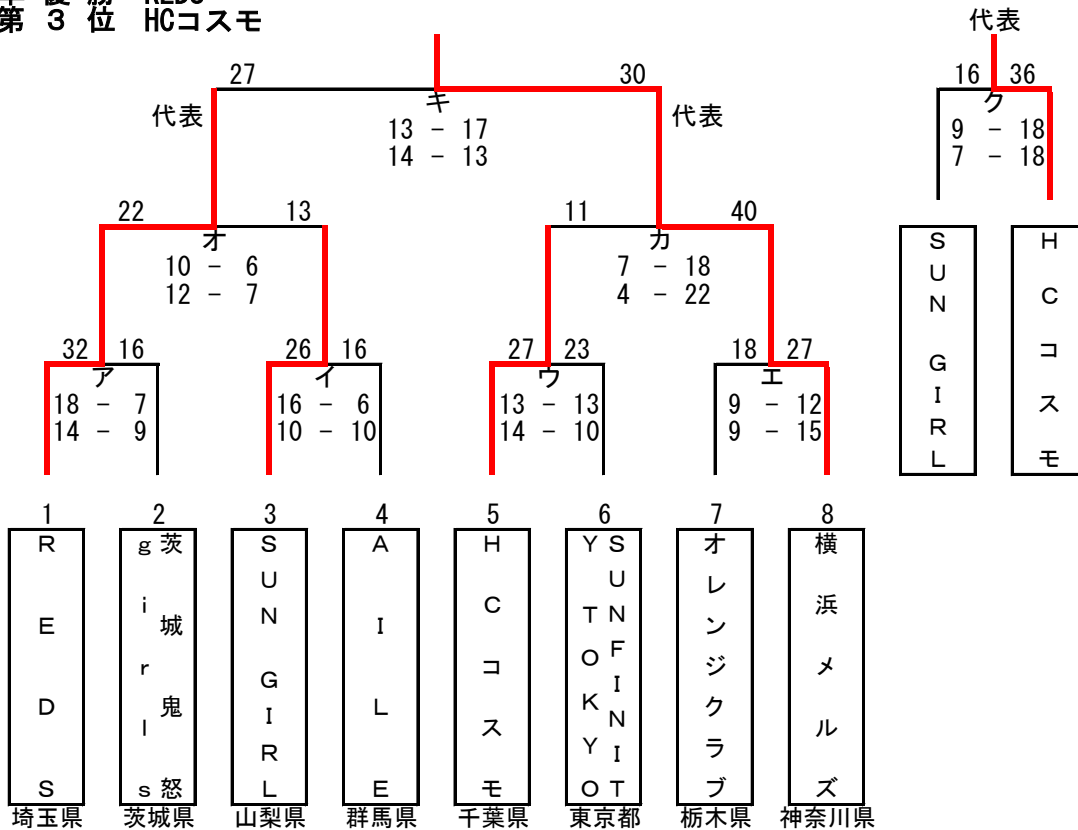 準 優 勝 REDS
第 3 位 HCコスモ
代表
27 30
16 36
代表 キ 代表
ク
13 - 17
14 - 13
9 - 18
7 - 18
22 13
11 40
オ
カ
10 - 6
12 - 7
7 - 18
4 - 22
SUN GIRL
HCコスモ
32 16
26 16
27 23
18 27
ア
イ
ウ
エ
18 - 7
14 - 9
16 - 6
10 - 10
13 - 13
14 - 10
9 - 12
9 - 15
1 2 3 4 5 6 7 8
REDS
茨城鬼怒
girls
SUN GIRL
AILE
HCコスモ
SUNFINIT
Y TOKYO
オレンジクラブ
横浜メルズ
埼玉県 茨城県 山梨県 群馬県 千葉県 東京都 栃木県 神奈川県